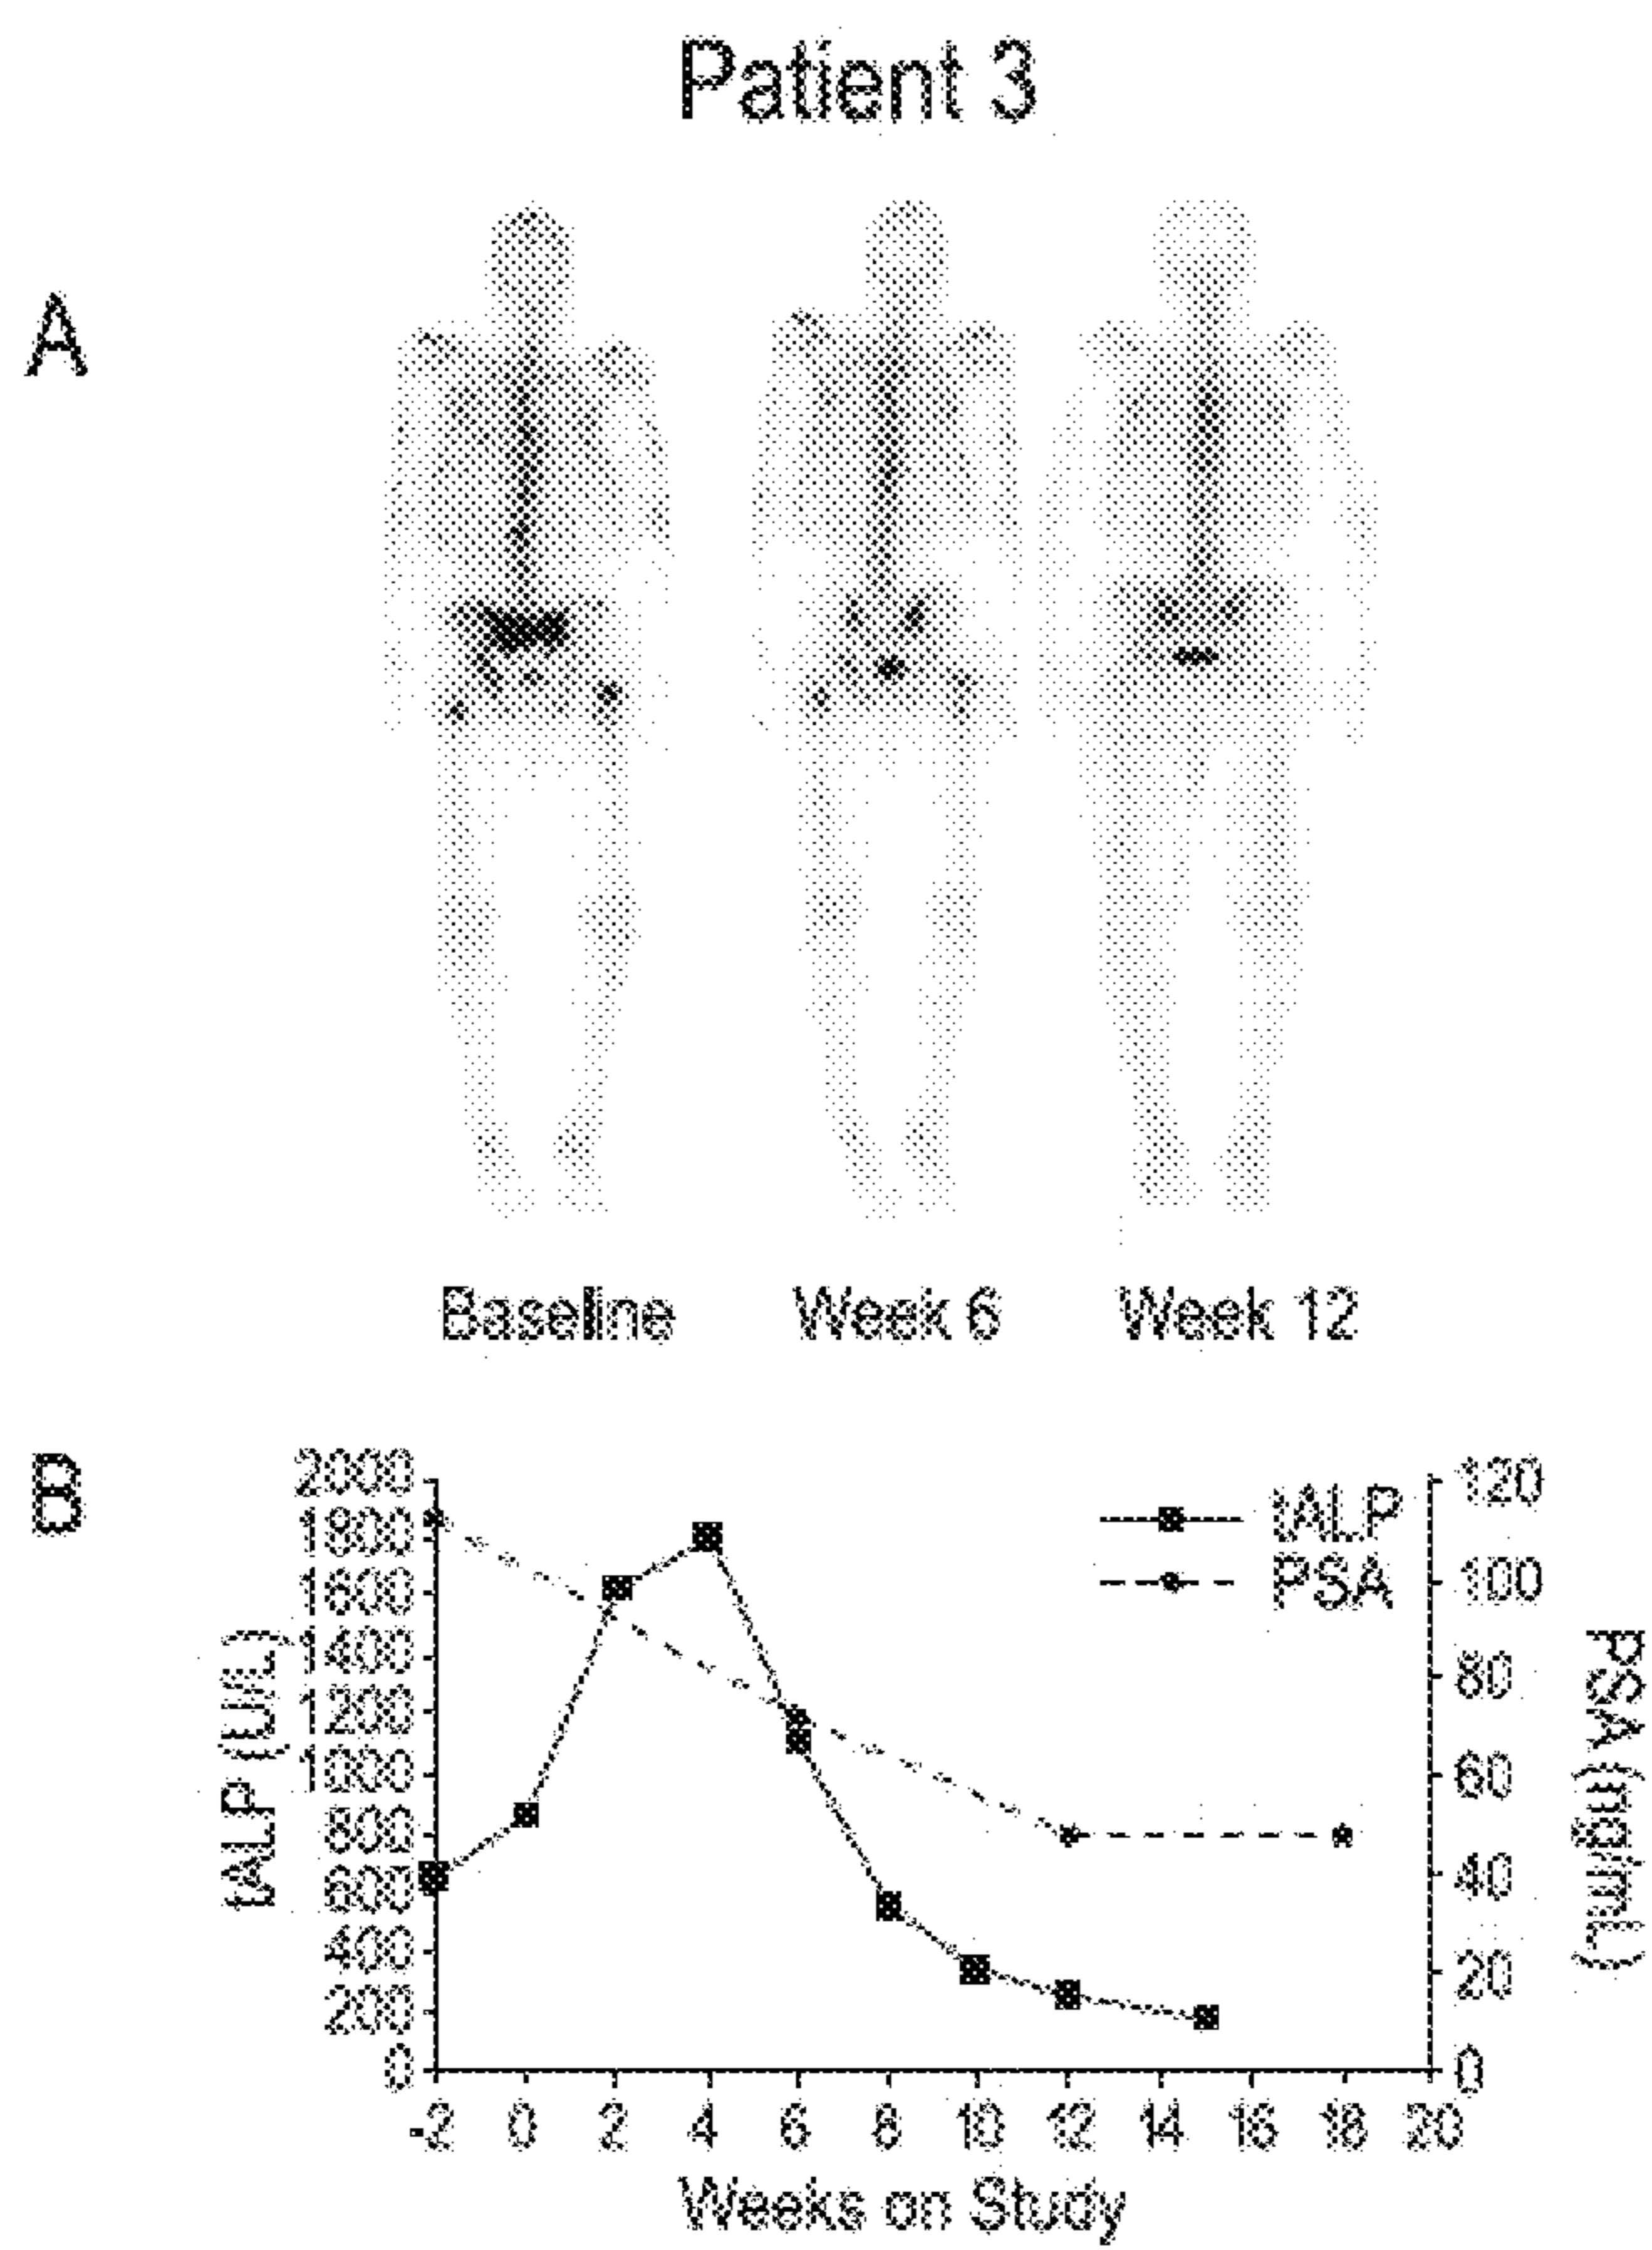 Patient 3
A
Baseline Week 6 Week 12
B
tALP
PSA
tALP (U/L)
2000
1800
1600
1400
1200
1000
800
600
400
200
0
120
100
80
60
40
20
0
PSA (ng/mL)
-2 0 2 4 6 8 10 12 14 16 18 20
Weeks on Study